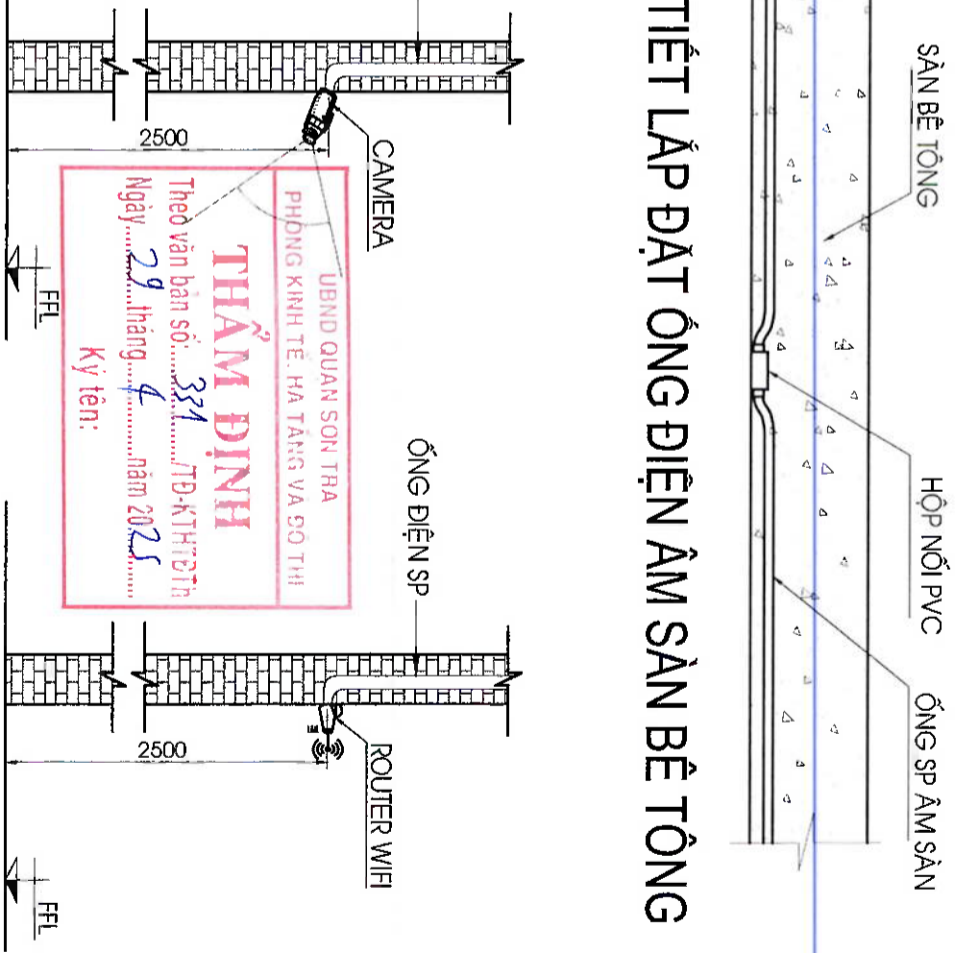 SÀN BÊ TÔNG
HỘP NỐI PVC
ỐNG SP ÂM SÀN
TIẾT LẮP ĐẶT ỐNG ĐIỆN ÂM SÀN BÊ TÔNG
CAMERA
2500
FFL
ỐNG ĐIỆN SP
ROUTER WIFI
2500
FFL
UBND QUẬN SƠN TRÀ
PHÒNG KINH TẾ, HẠ TẦNG VÀ ĐÔ THỊ
THẨM ĐỊNH
Theo văn bản số: 331 /TĐ-KTHTĐTh
Ngày 29 tháng 4 năm 2025
Ký tên: